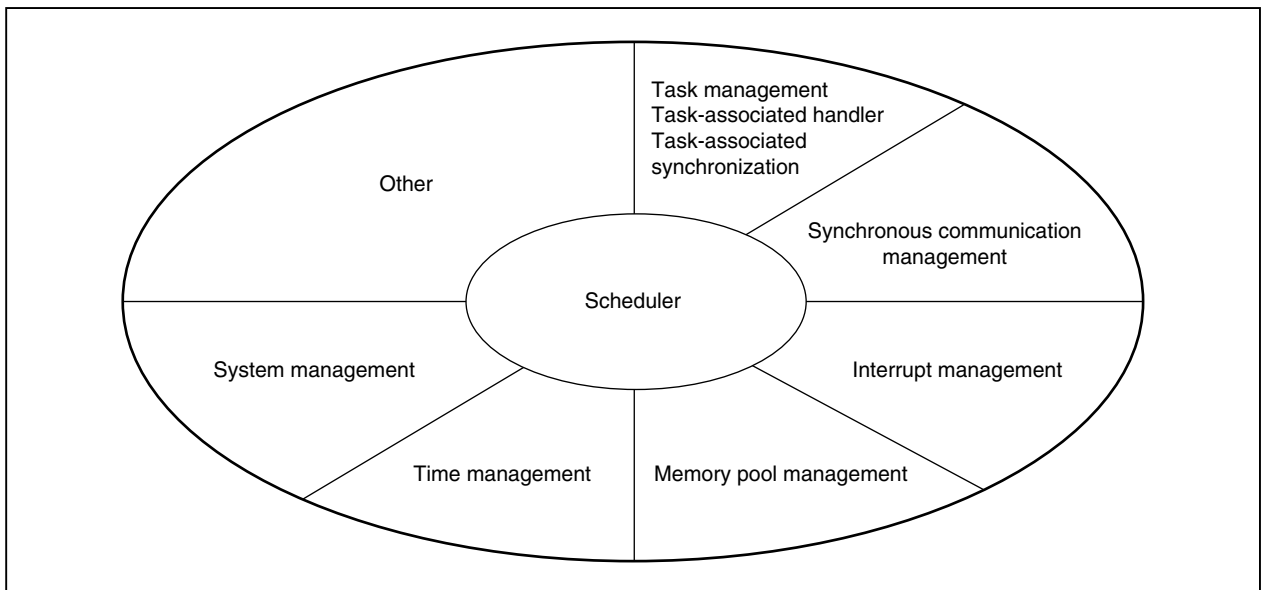 Task management
Task-associated handler
Task-associated
synchronization
Other
Synchronous communication
management
Scheduler
System management
Interrupt management
Time management
Memory pool management